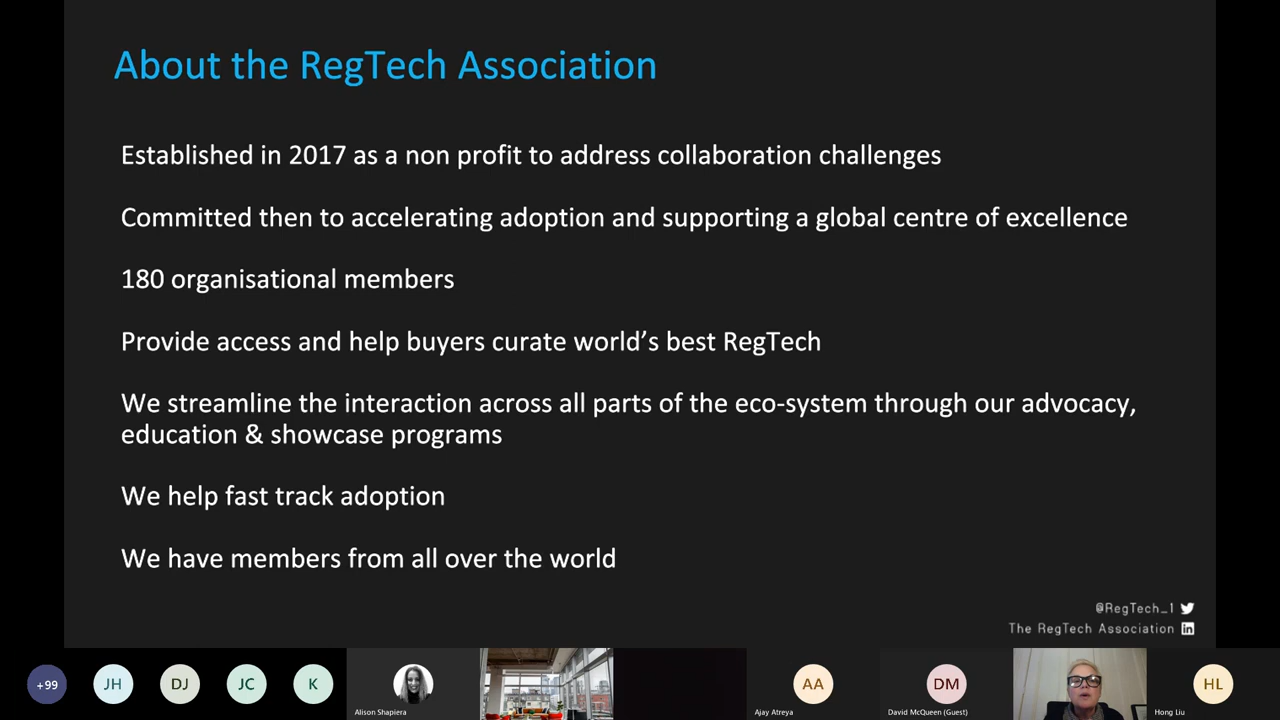 About the RegTech Association
Established in 2017 as a non profit to address collaboration challenges
Committed then to accelerating adoption and supporting a global centre of excellence
180 organisational members
Provide access and help buyers curate world's best RegTech
We streamline the interaction across all parts of the eco-system through our advocacy,
education & showcase programs
We help fast track adoption
We have members from all over the world
@RegTech_1
The RegTech Association in
+99
JH
DJ
JC
K
Alison Shapiera
AA
Ajay Atreya
DM
David McQueen (Guest)
HL
Hong Liu